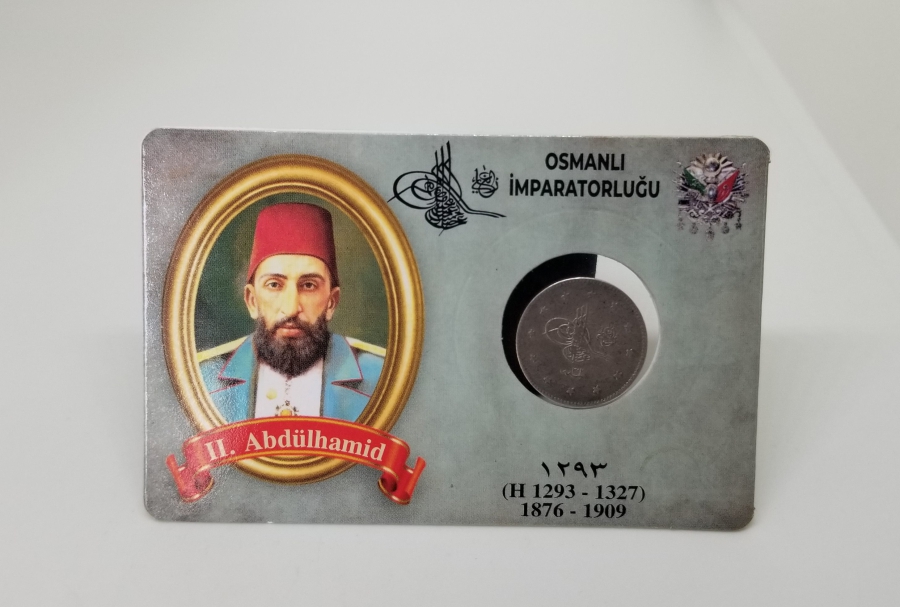 OSMANLI
İMPARATORLUĞU
II. Abdülhamid
١٢٩٣
(H 1293 - 1327)
1876 - 1909